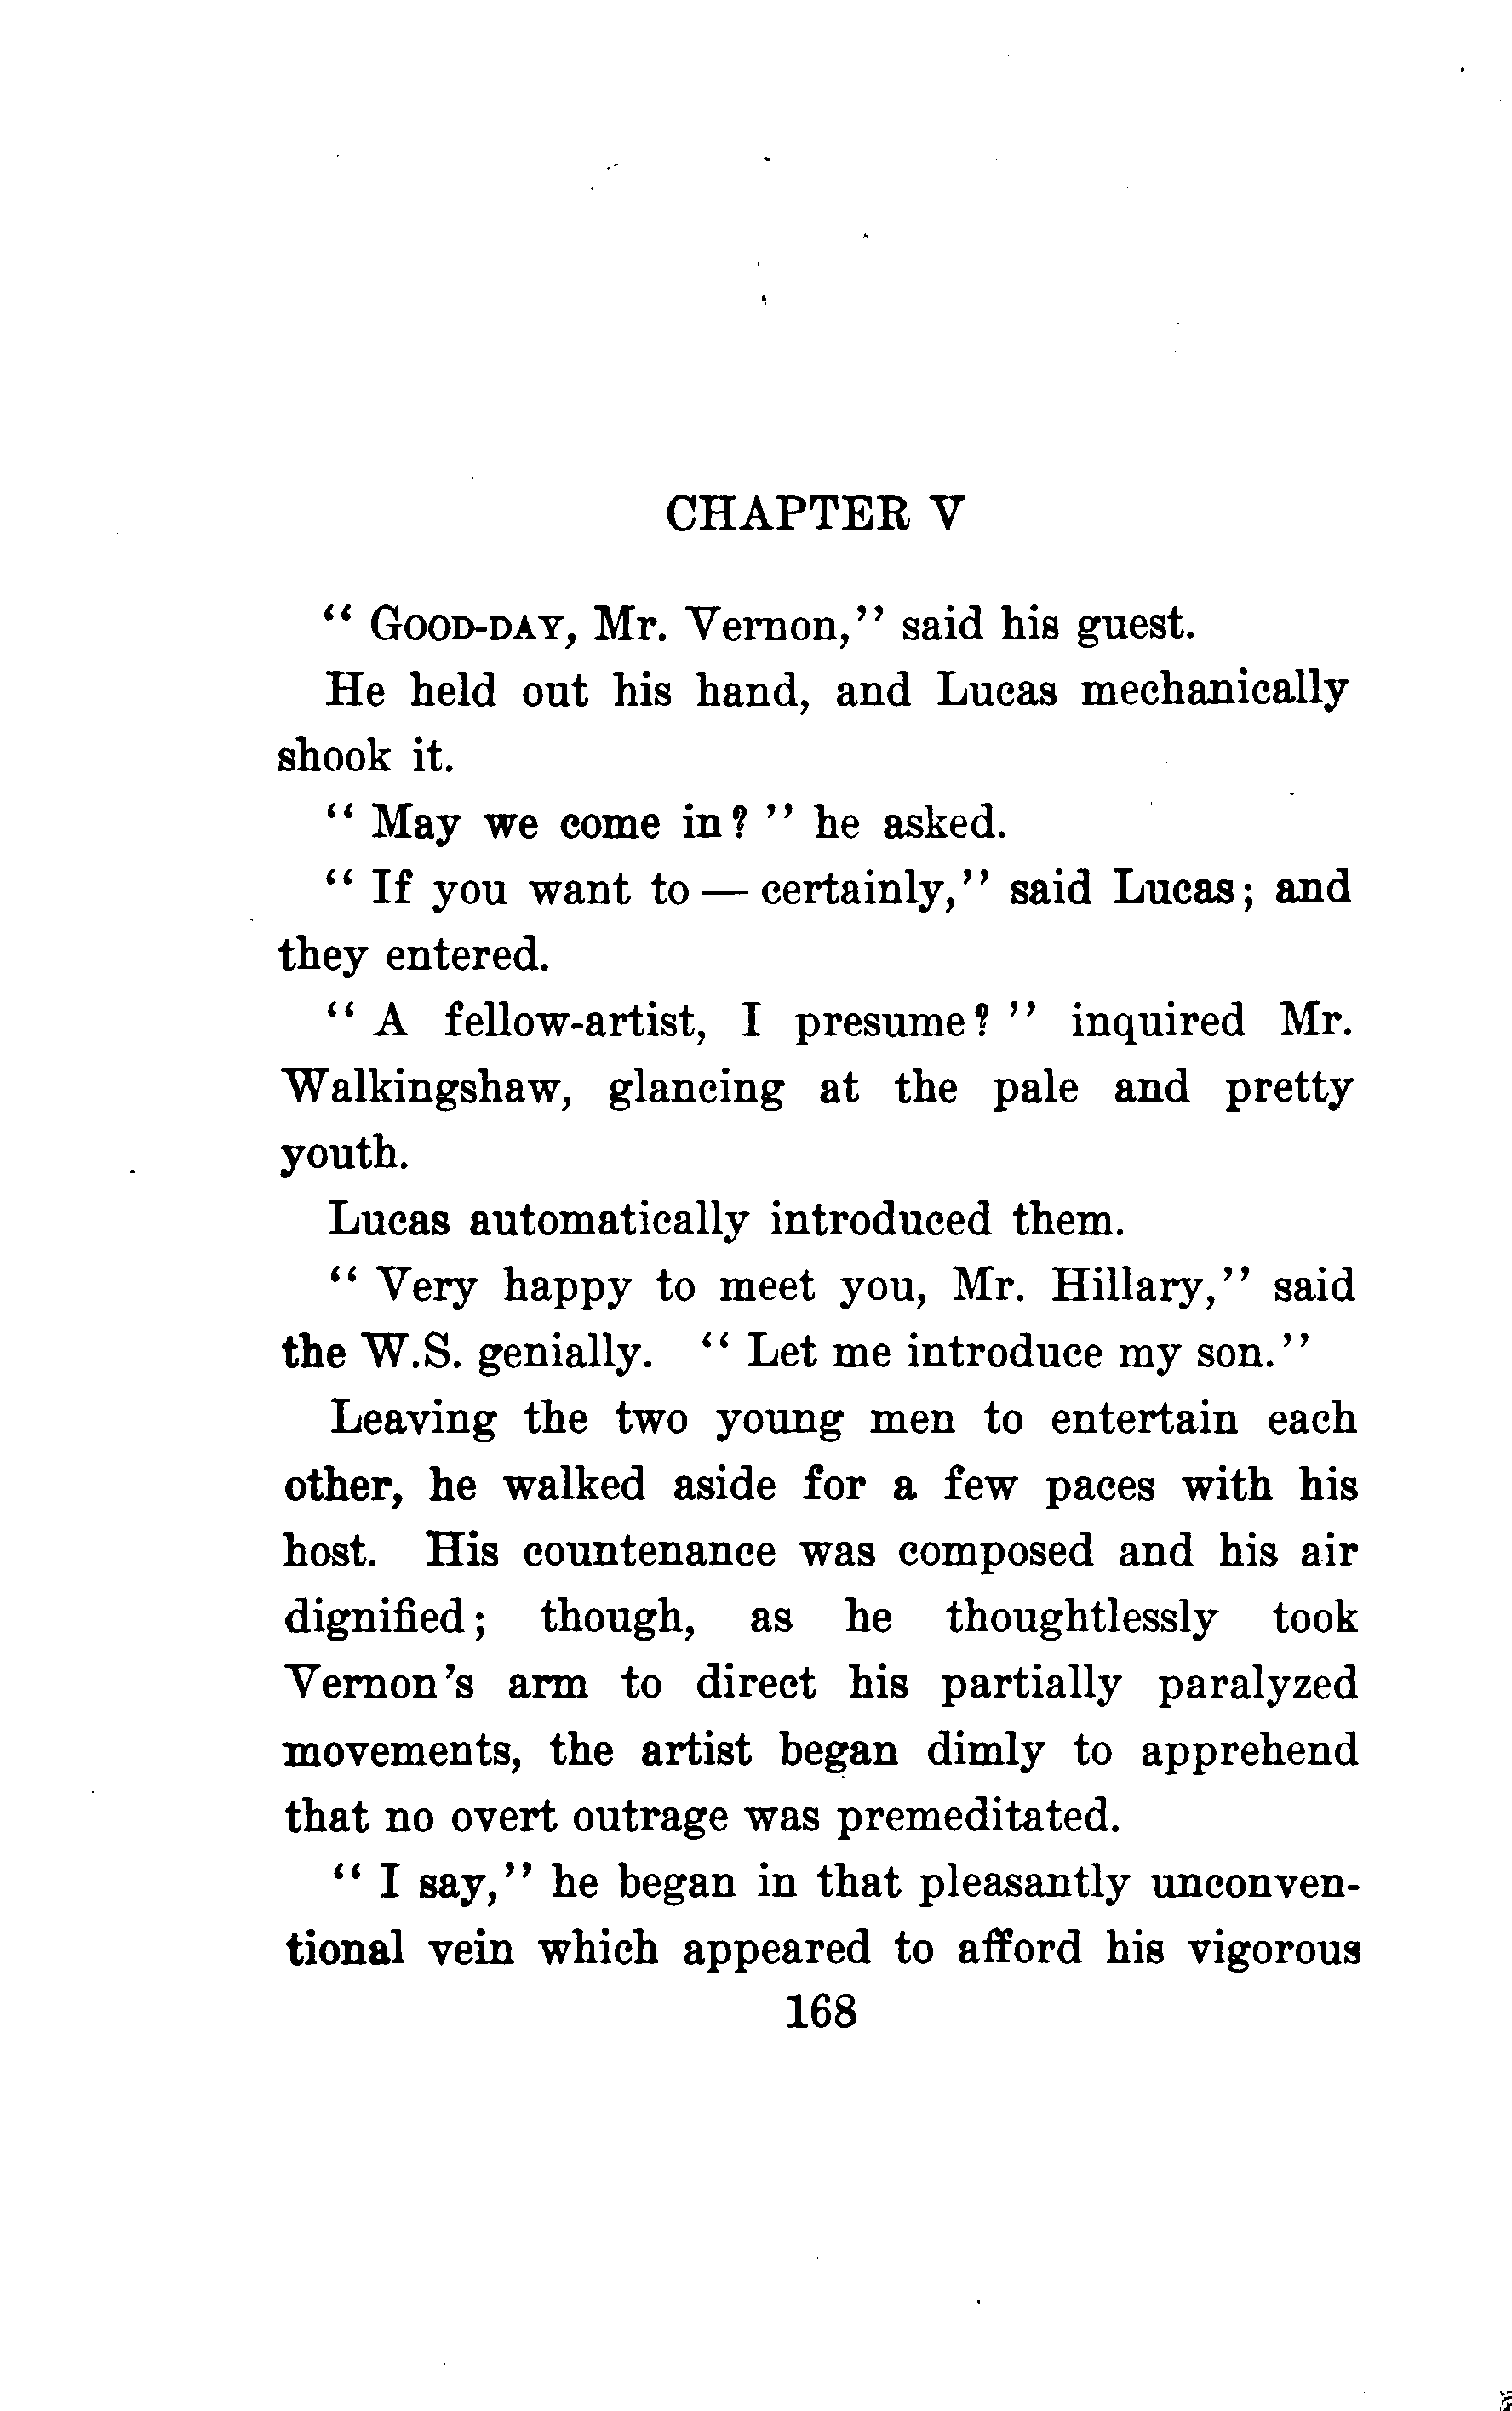 CHAPTER V
“ GOOD-DAY, Mr. Vernon,” said his guest.
He held out his hand, and Lucas mechanically
shook it.
“ May we come in? ” he asked.
“ If you want to — certainly,” said Lucas; and
they entered.
“ A fellow-artist, I presume? ” inquired Mr.
Walkingshaw, glancing at the pale and pretty
youth.
Lucas automatically introduced them.
“ Very happy to meet you, Mr. Hillary,” said
the W.S. genially. “ Let me introduce my son.”
Leaving the two young men to entertain each
other, he walked aside for a few paces with his
host. His countenance was composed and his air
dignified; though, as he thoughtlessly took
Vernon’s arm to direct his partially paralyzed
movements, the artist began dimly to apprehend
that no overt outrage was premeditated.
“ I say,” he began in that pleasantly unconven-
tional vein which appeared to afford his vigorous
168